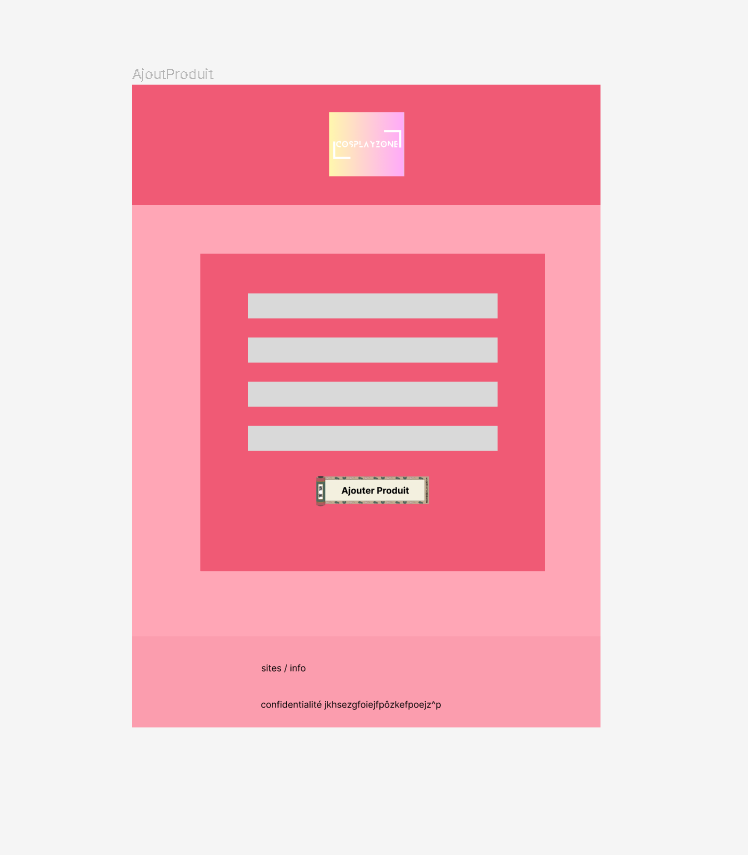 AjoutProduit
COSPLAYZONE
Ajouter Produit
sites / info
confidentialité jkhsezgfoiejfpôzkefpoejz^p